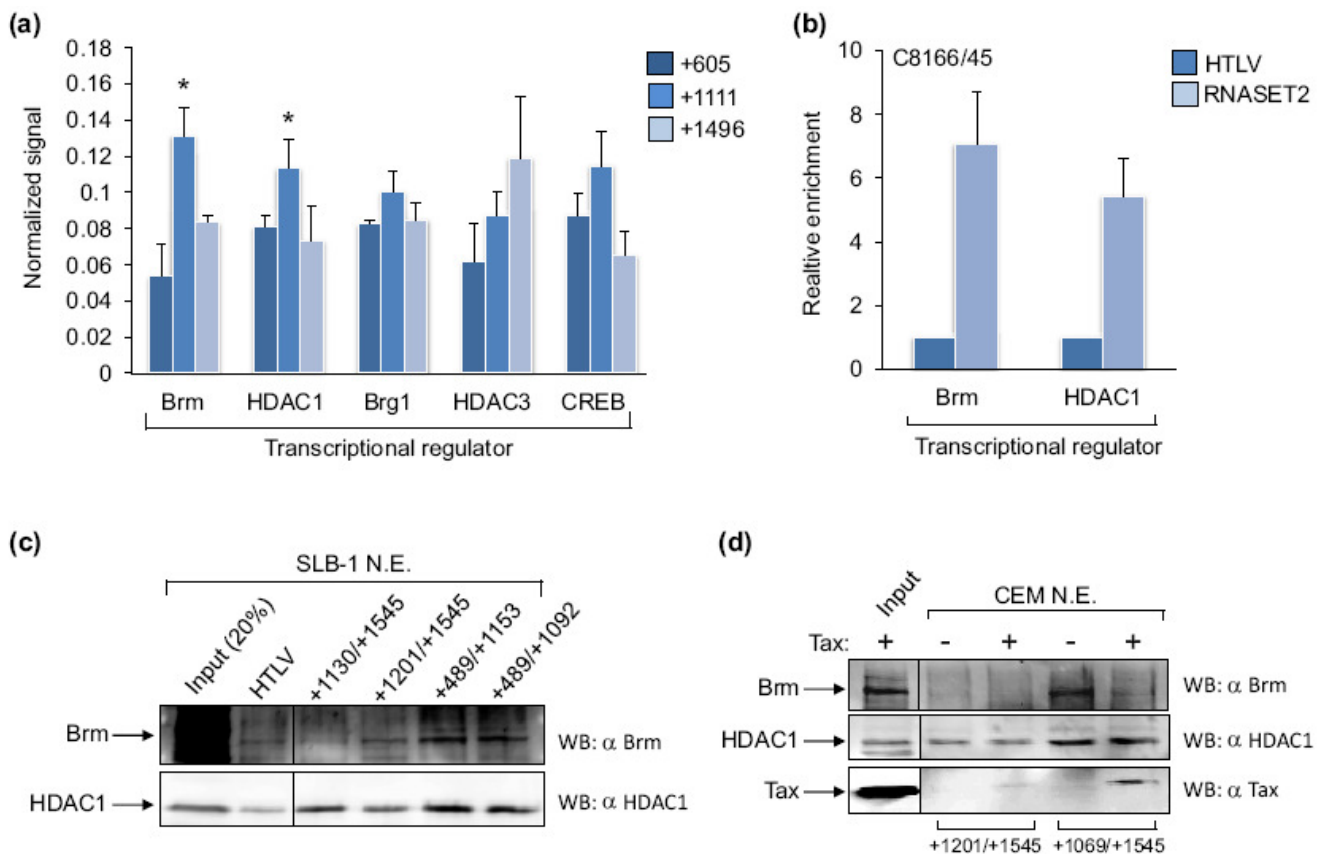 (a)
0.18
0.16
0.14
0.12
0.1
0.08
0.06
0.04
0.02
0
Normalized signal
*
*
+605
+1111
+1496
Brm HDAC1 Brg1 HDAC3 CREB
Transcriptional regulator
(b)
10
8
6
4
2
0
Realtive enrichment
C8166/45
HTLV
RNASET2
Brm HDAC1
Transcriptional regulator
(c)
SLB-1 N.E.
Input (20%)
HTLV
+1130/+1545
+1201/+1545
+489/+1153
+489/+1092
Brm WB: α Brm
HDAC1 WB: α HDAC1
(d)
Input
CEM N.E.
Tax: + - + - +
Brm WB: α Brm
HDAC1 WB: α HDAC1
Tax WB: α Tax
+1201/+1545 +1069/+1545